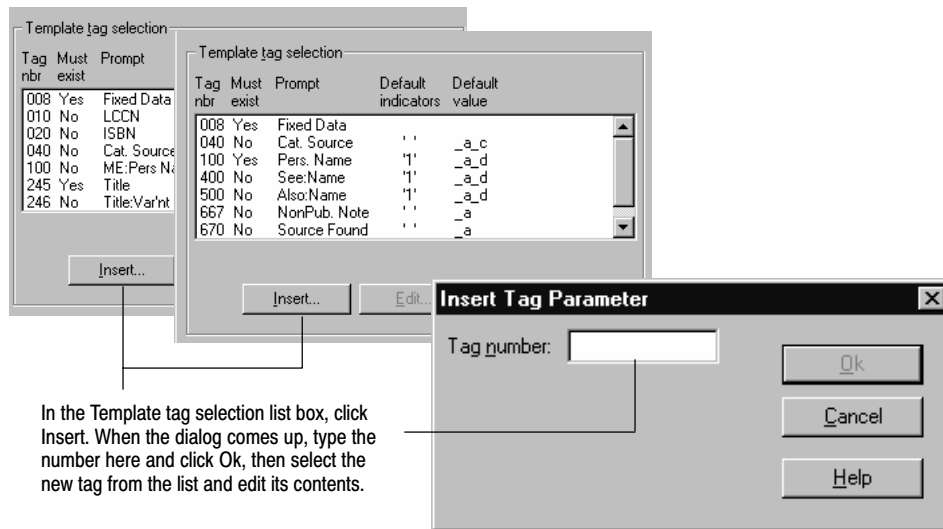 Template tag selection
Tag Must Prompt
nbr exist
008 Yes Fixed Data
010 No LCCN
020 No ISBN
040 No Cat. Source
100 No ME:Pers N
245 Yes Title
246 No Title:Var'nt
Insert...
Template tag selection
Tag Must Prompt Default Default
nbr exist indicators value
008 Yes Fixed Data
040 No Cat. Source ' ' _a_c
100 Yes Pers. Name '1' _a_d
400 No See:Name '1' _a_d
500 No Also:Name '1' _a_d
667 No NonPub. Note ' ' _a
670 No Source Found ' ' _a
Insert... Edit..
Insert Tag Parameter
Tag number:
Ok
Cancel
Help
In the Template tag selection list box, click
Insert. When the dialog comes up, type the
number here and click Ok, then select the
new tag from the list and edit its contents.